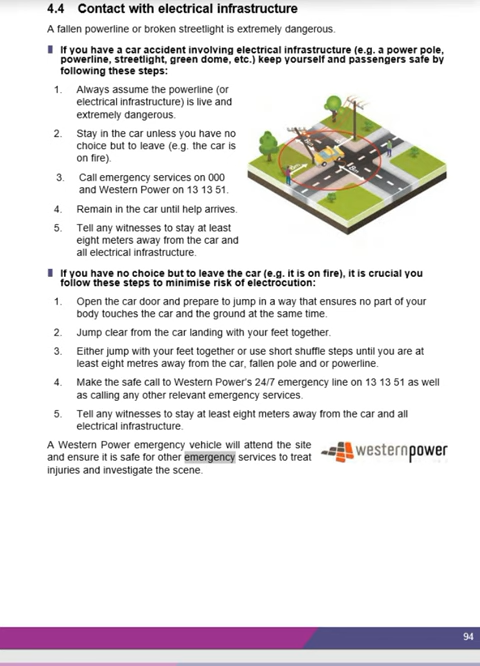 4.4 Contact with electrical infrastructure
A fallen powerline or broken streetlight is extremely dangerous.
If you have a car accident involving electrical infrastructure (e.g. a power pole,
powerline, streetlight, green dome, etc.) keep yourself and passengers safe by
following these steps:
1. Always assume the powerline (or
electrical infrastructure) is live and
extremely dangerous.
2. Stay in the car unless you have no
choice but to leave (e.g. the car is
on fire).
3. Call emergency services on 000
and Western Power on 13 13 51.
4. Remain in the car until help arrives.
5. Tell any witnesses to stay at least
eight meters away from the car and
all electrical infrastructure.
If you have no choice but to leave the car (e.g. it is on fire), it is crucial you
follow these steps to minimise risk of electrocution:
1. Open the car door and prepare to jump in a way that ensures no part of your
body touches the car and the ground at the same time.
2. Jump clear from the car landing with your feet together.
3. Either jump with your feet together or use short shuffle steps until you are at
least eight metres away from the car, fallen pole and or powerline.
4. Make the safe call to Western Power's 24/7 emergency line on 13 13 51 as well
as calling any other relevant emergency services.
5. Tell any witnesses to stay at least eight meters away from the car and all
electrical infrastructure.
A Western Power emergency vehicle will attend the site
and ensure it is safe for other emergency services to treat
injuries and investigate the scene.
westernpower
94